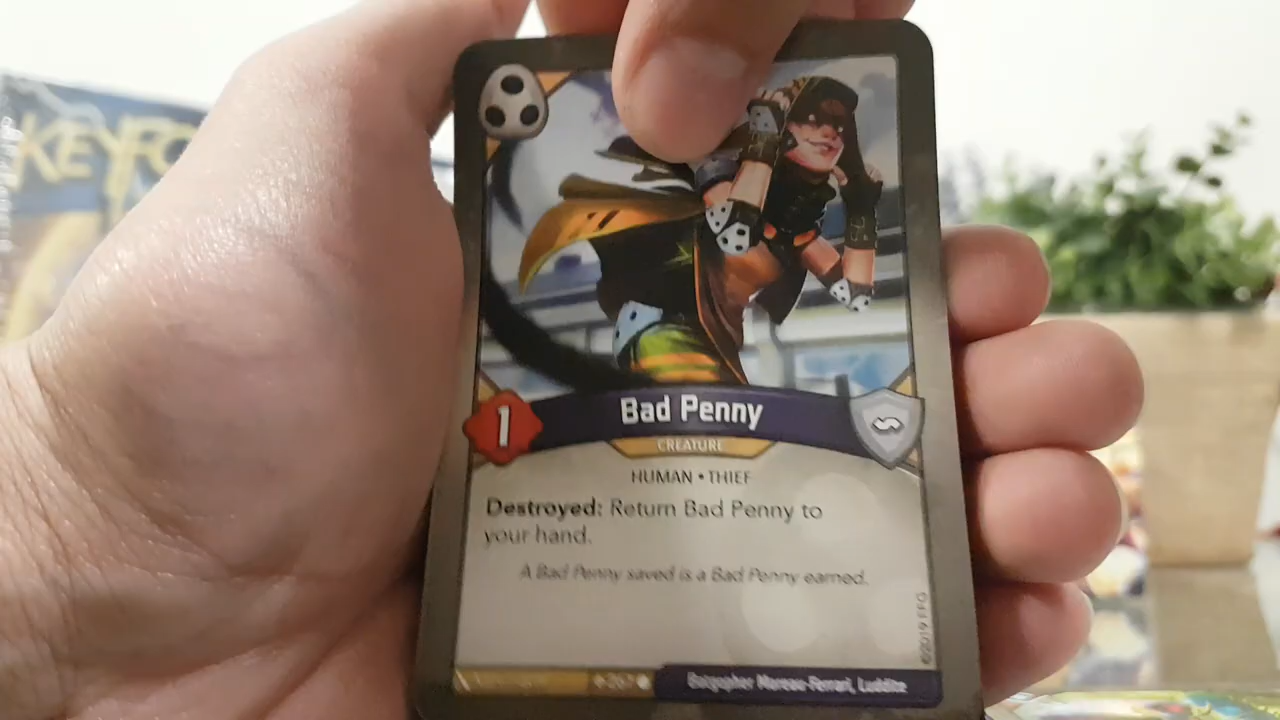 KEYFO
1
Bad Penny
CREATURE
HUMAN • THIEF
Destroyed: Return Bad Penny to
your hand.
A Bad Penny saved is a Bad Penny earned.
©2019 FFG
267